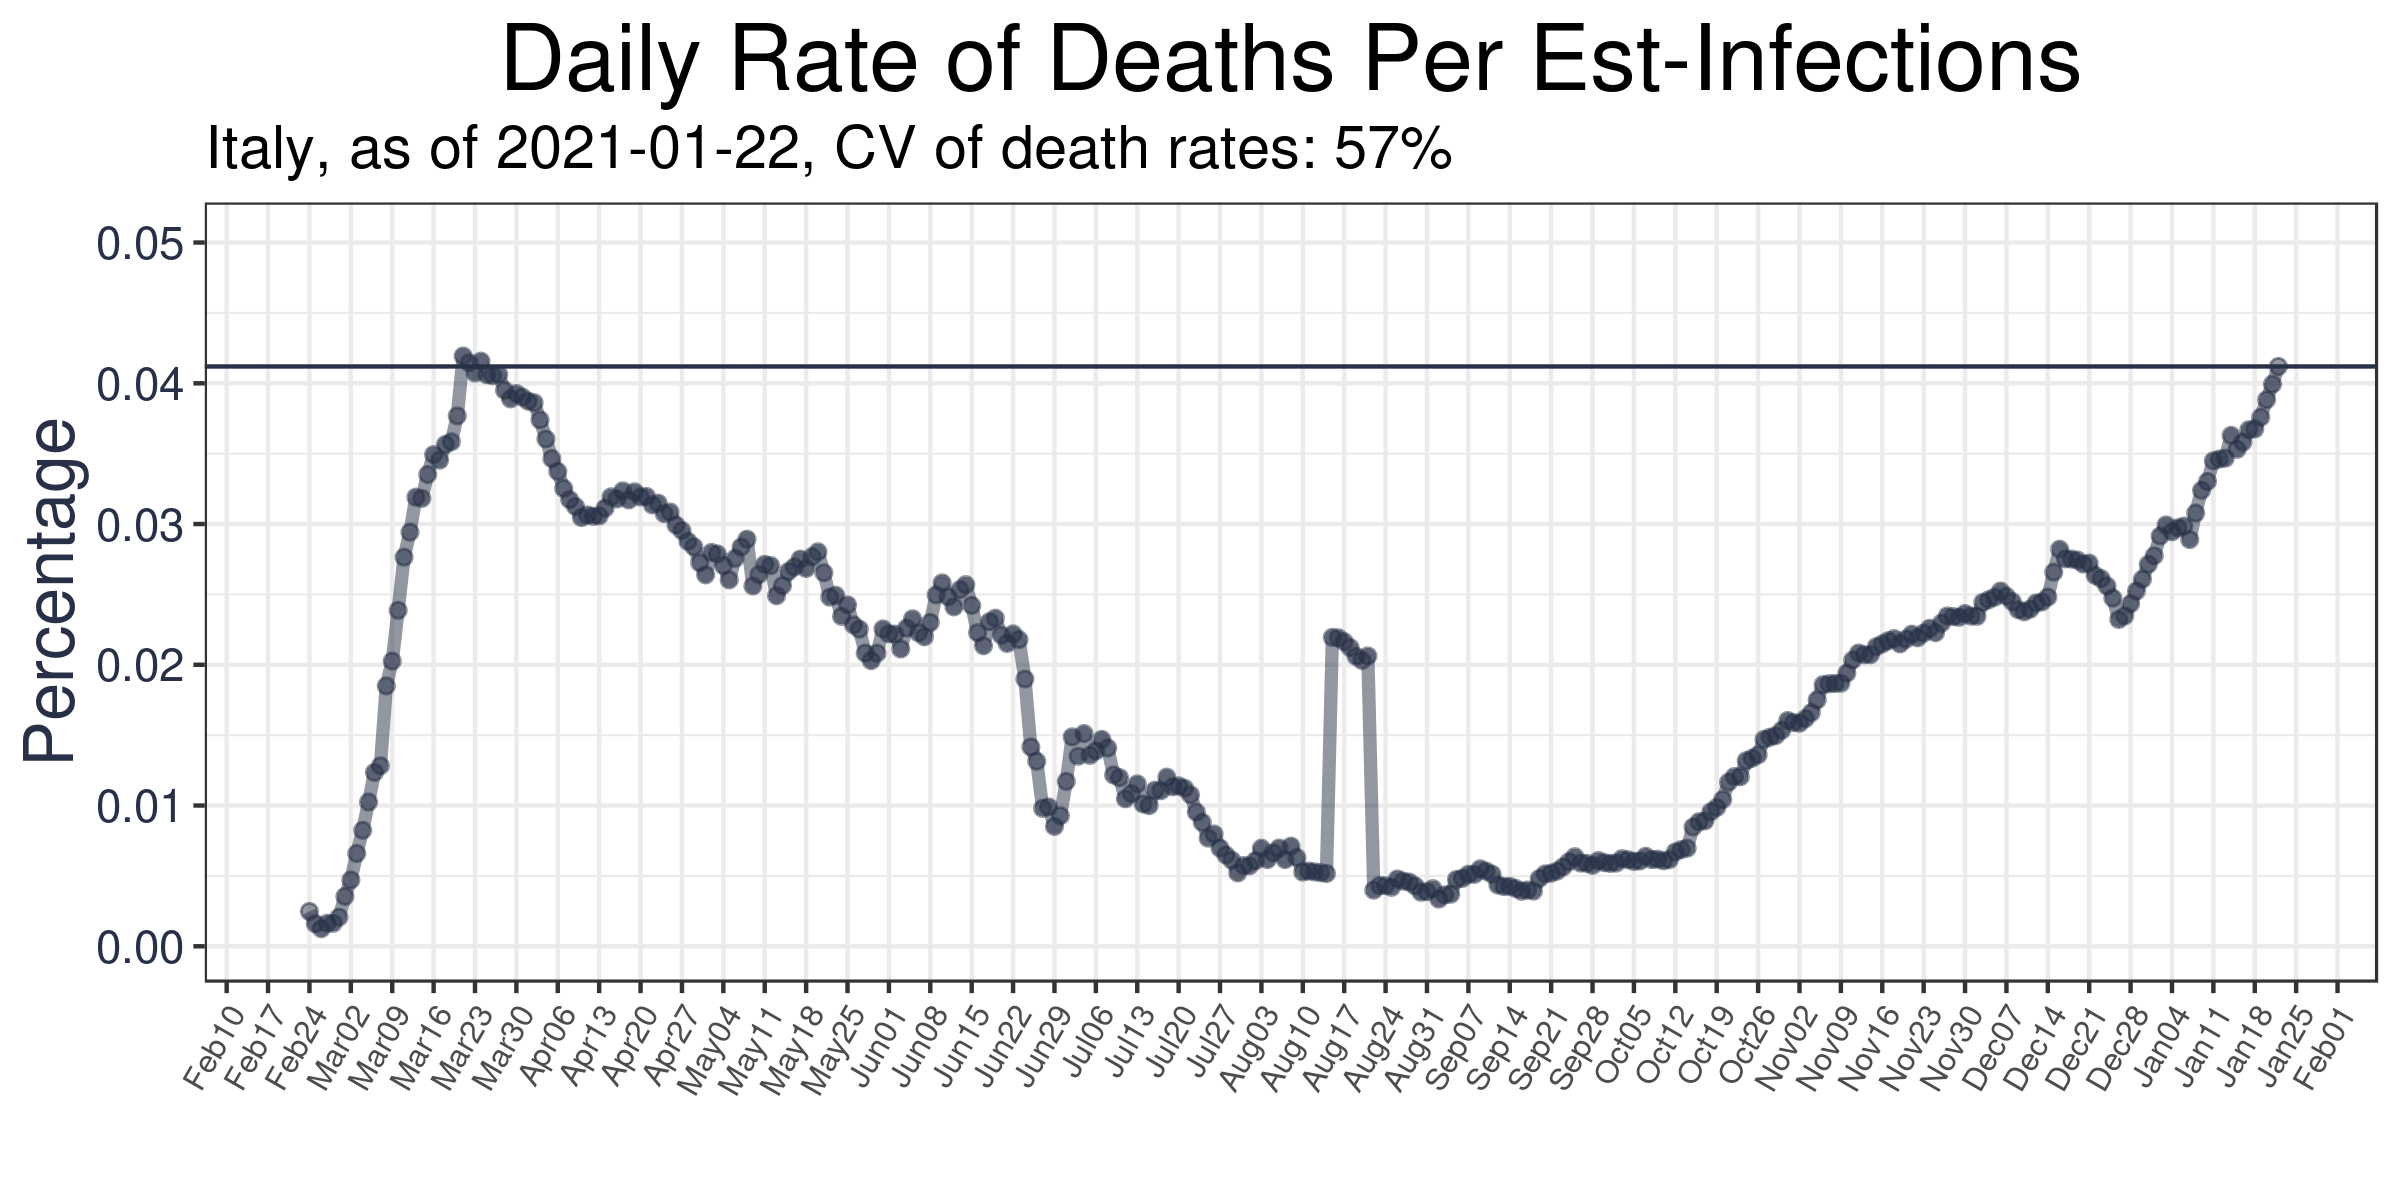 Daily Rate of Deaths Per Est-Infections
Italy, as of 2021-01-22, CV of death rates: 57%
Percentage
0.05
0.04
0.03
0.02
0.01
0.00
Feb10
Feb17
Feb24
Mar02
Mar09
Mar16
Mar23
Mar30
Apr06
Apr13
Apr20
Apr27
May04
May11
May18
May25
Jun01
Jun08
Jun15
Jun22
Jun29
Jul06
Jul13
Jul20
Jul27
Aug03
Aug10
Aug17
Aug24
Aug31
Sep07
Sep14
Sep21
Sep28
Oct05
Oct12
Oct19
Oct26
Nov02
Nov09
Nov16
Nov23
Nov30
Dec07
Dec14
Dec21
Dec28
Jan04
Jan11
Jan18
Jan25
Feb01